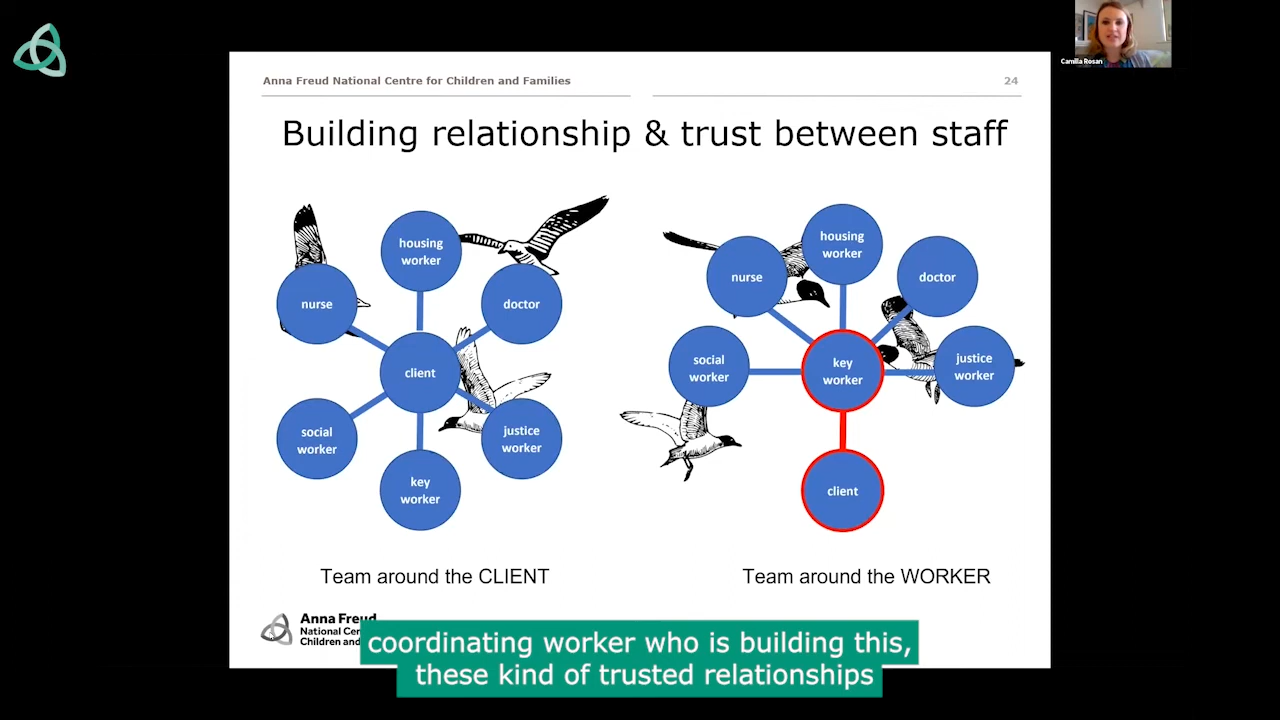 Camilla Rosan
Anna Freud National Centre for Children and Families
24
Building relationship & trust between staff
housing
worker
nurse
doctor
client
social
worker
justice
worker
key
worker
Team around the CLIENT
housing
worker
nurse
doctor
social
worker
key
worker
justice
worker
client
Team around the WORKER
Anna Freud
National
Children and
coordinating worker who is building this,
these kind of trusted relationships